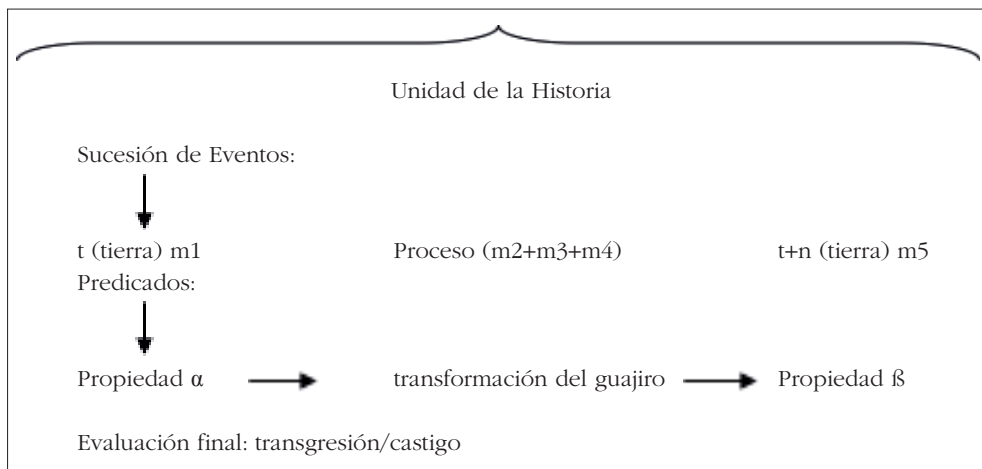 Unidad de la Historia
Sucesión de Eventos:
t (tierra) m1 Proceso (m2+m3+m4) t+n (tierra) m5
Predicados:
Propiedad α transformación del guajiro Propiedad ß
Evaluación final: transgresión/castigo